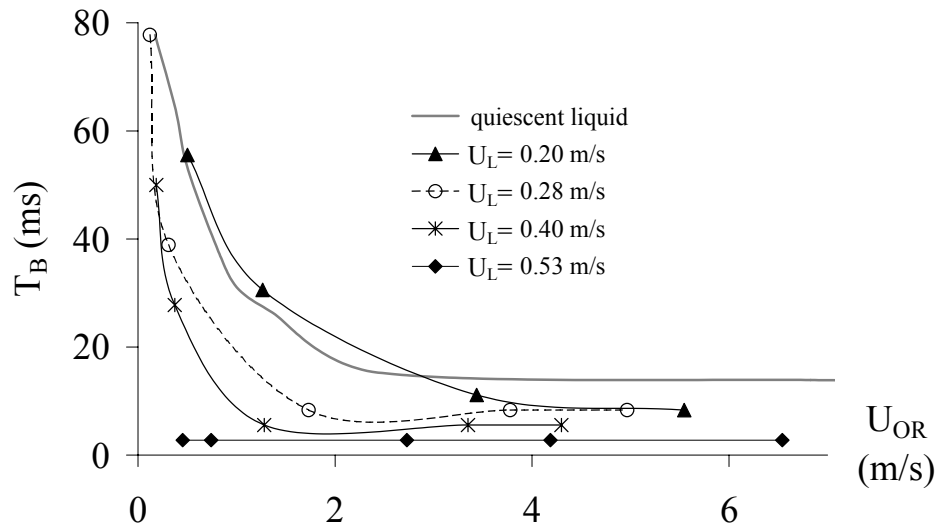 80
60
40
20
0
T_B (ms)
quiescent liquid
U_L= 0.20 m/s
U_L= 0.28 m/s
U_L= 0.40 m/s
U_L= 0.53 m/s
0 2 4 6
U_OR
(m/s)